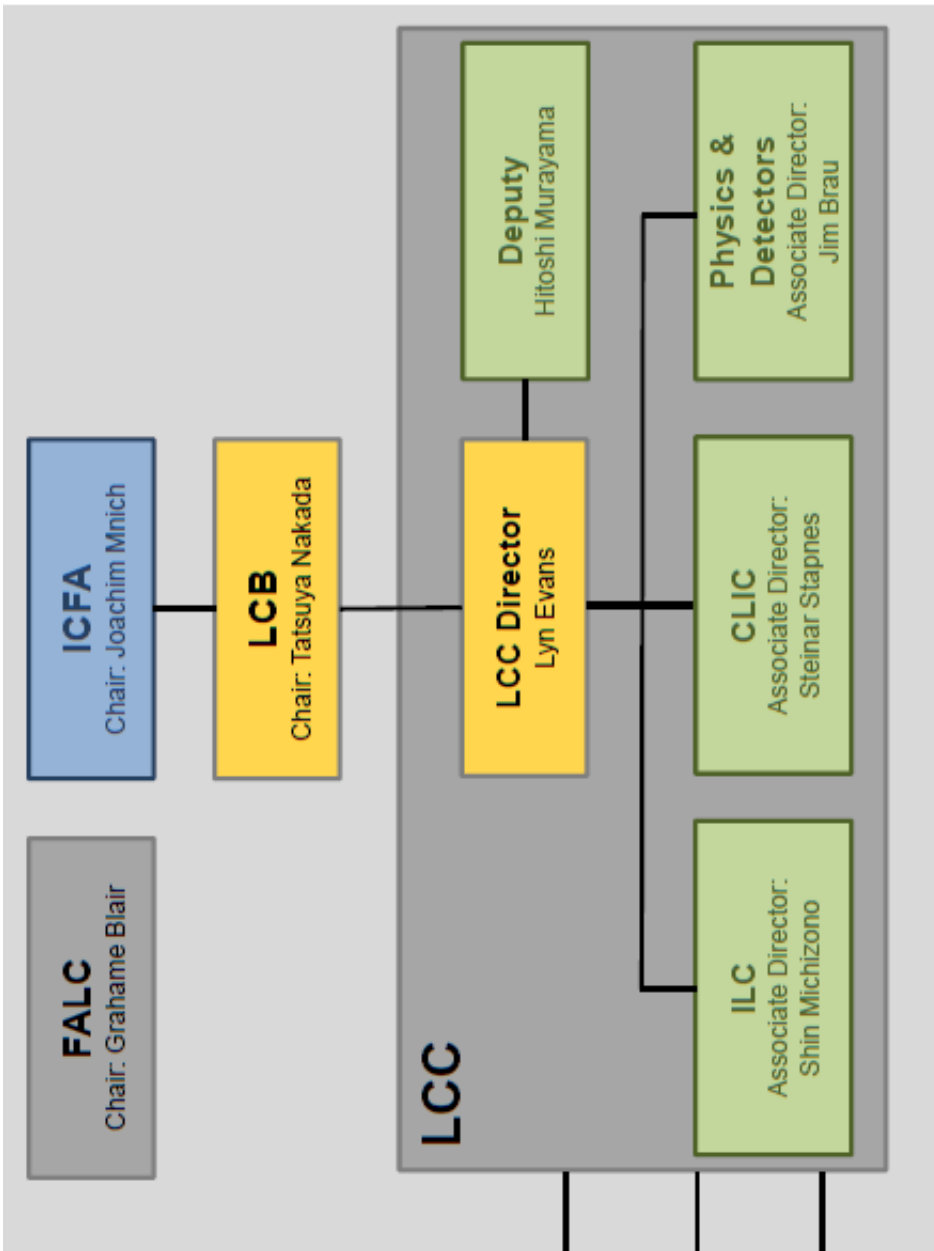 FALC
Chair: Grahame Blair
ICFA
Chair: Joachim Mnich
LCB
Chair: Tatsuya Nakada
LCC
LCC Director
Lyn Evans
Deputy
Hitoshi Murayama
ILC
Associate Director:
Shin Michizono
CLIC
Associate Director:
Steinar Stapnes
Physics &
Detectors
Associate Director:
Jim Brau